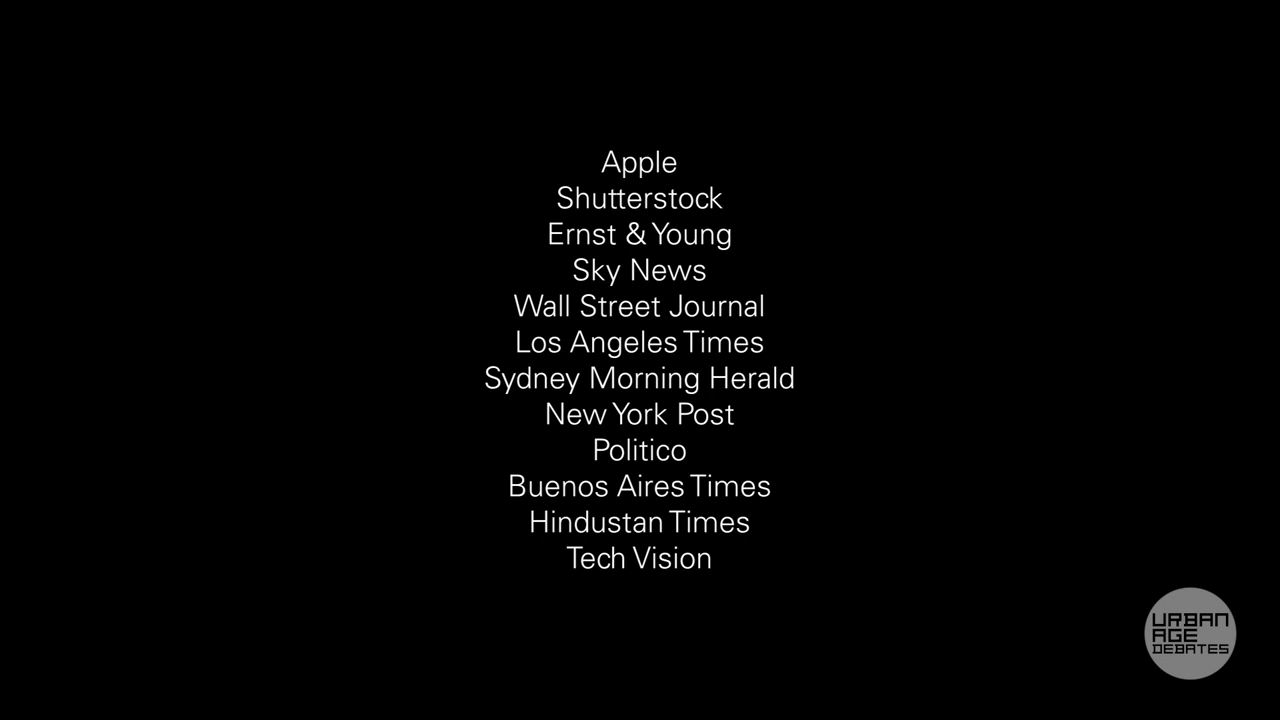 Apple
Shutterstock
Ernst & Young
Sky News
Wall Street Journal
Los Angeles Times
Sydney Morning Herald
New York Post
Politico
Buenos Aires Times
Hindustan Times
Tech Vision
URBAN
AGE
DEBATES